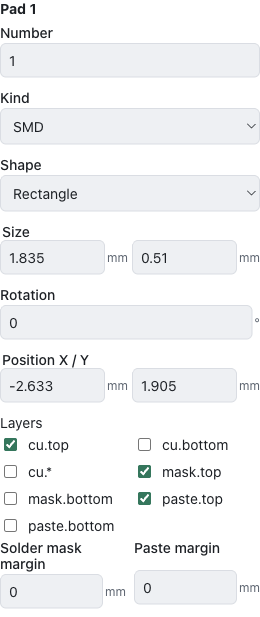 Pad 1
Number
1
Kind
SMD
Shape
Rectangle
Size
1.835 mm 0.51 mm
Rotation
0 °
Position X / Y
-2.633 mm 1.905 mm
Layers
cu.top cu.bottom
cu.* mask.top
mask.bottom paste.top
paste.bottom
Solder mask margin Paste margin
0 mm 0 mm